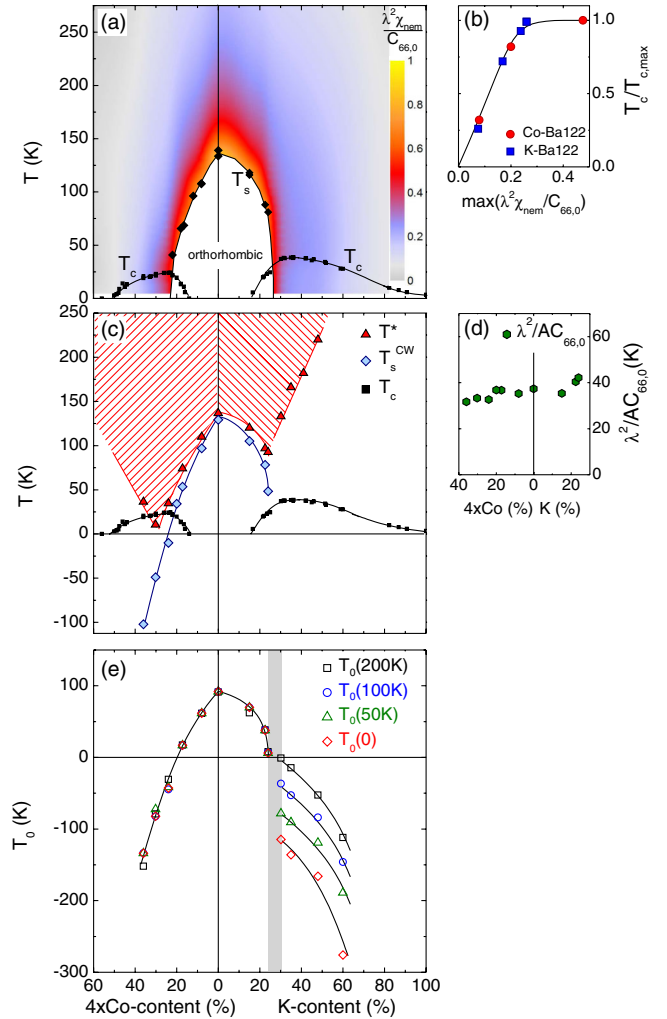 (a)
λ²χnem
C66,0
1
0.8
0.6
0.4
0.2
0
250
200
150
100
50
0
T (K)
Ts
orthorhombic
Tc
Tc
(b)
1.0
0.5
0.0
Tc/Tc,max
Co-Ba122
K-Ba122
0.0
0.2
0.4
max(λ²χnem/C66,0)
(c)
T*
TsCW
Tc
250
200
150
100
50
0
-50
-100
T (K)
(d)
λ²/AC66,0
60
40
20
0
λ²/AC66,0(K)
40 20 0 20
4xCo (%) K (%)
(e)
T0(200K)
T0(100K)
T0(50K)
T0(0)
100
0
-100
-200
-300
T0 (K)
60 40 20 0 20 40 60 80 100
4xCo-content (%) K-content (%)